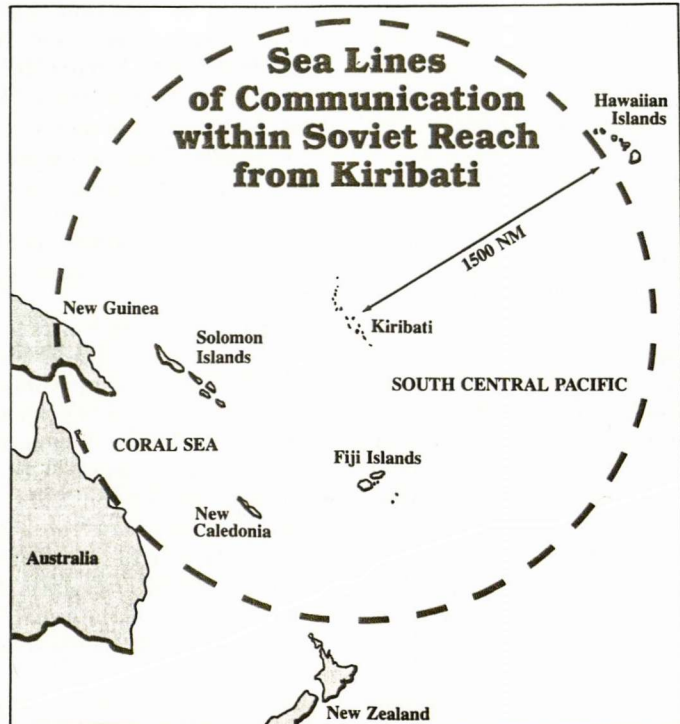 Sea Lines
of Communication
within Soviet Reach
from Kiribati
Hawaiian
Islands
1500 NM
New Guinea
Solomon
Islands
Kiribati
SOUTH CENTRAL PACIFIC
CORAL SEA
Fiji Islands
New
Caledonia
Australia
New Zealand